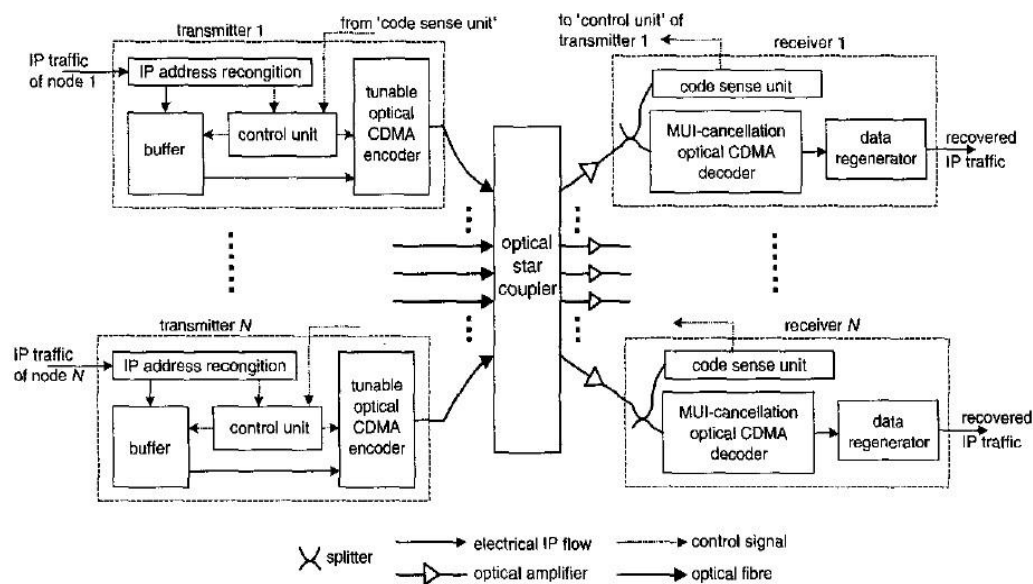 transmitter 1
from 'code sense unit'
IP traffic
of node 1
IP address recongition
buffer
control unit
tunable
optical
CDMA
encoder
optical
star
coupler
to 'control unit' of
transmitter 1
receiver 1
code sense unit
MUI-cancellation
optical CDMA
decoder
data
regenerator
recovered
IP traffic
transmitter N
IP traffic
of node N
IP address recongition
buffer
control unit
tunable
optical
CDMA
encoder
receiver N
code sense unit
MUI-cancellation
optical CDMA
decoder
data
regenerator
recovered
IP traffic
splitter
electrical IP flow
control signal
optical amplifier
optical fibre